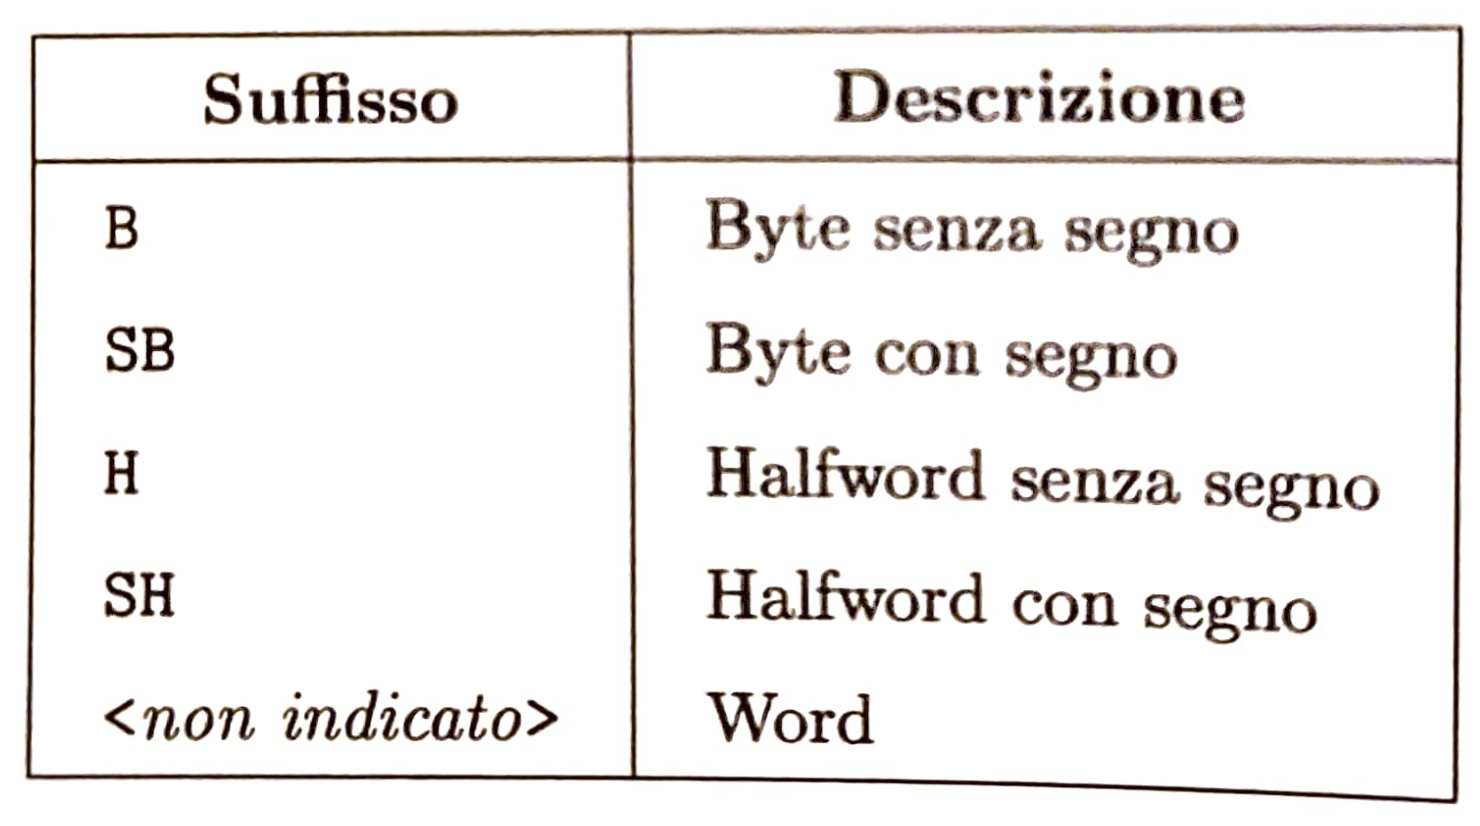 Suffisso Descrizione
B Byte senza segno
SB Byte con segno
H Halfword senza segno
SH Halfword con segno
<non indicato> Word